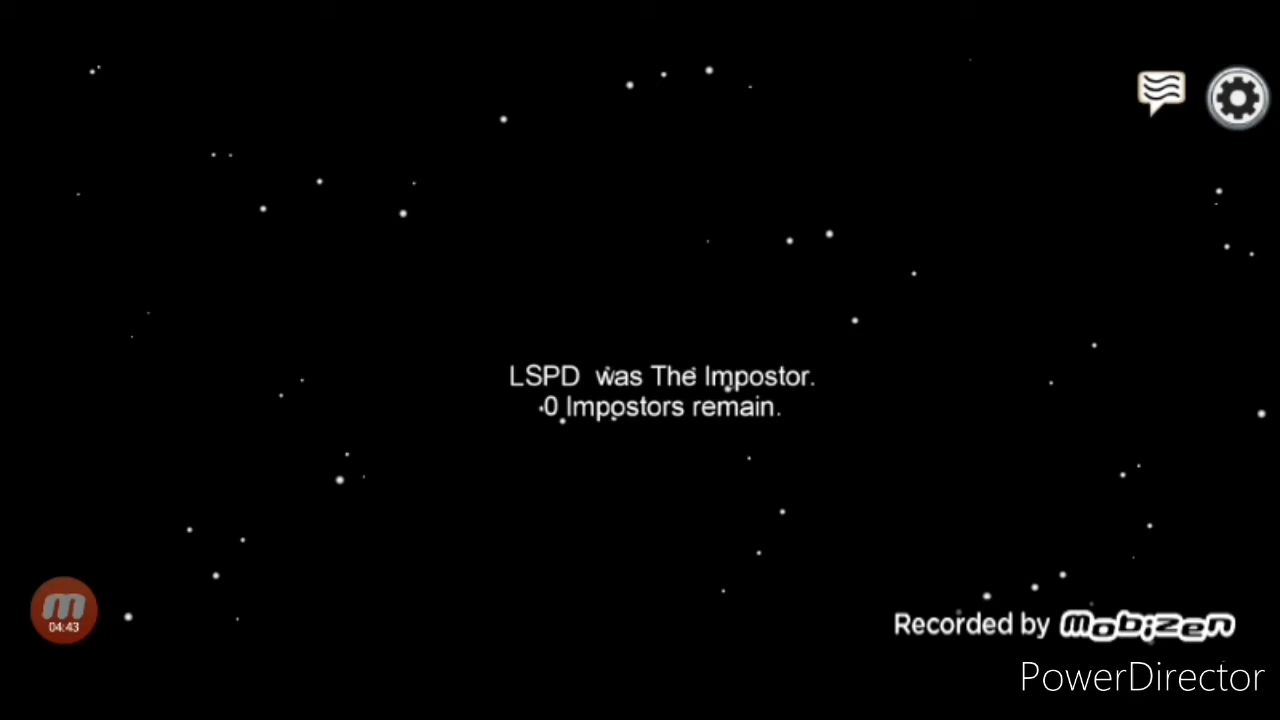 LSPD  was The Impostor.
0 Impostors remain.
m
04:43
Recorded by mobizen
PowerDirector